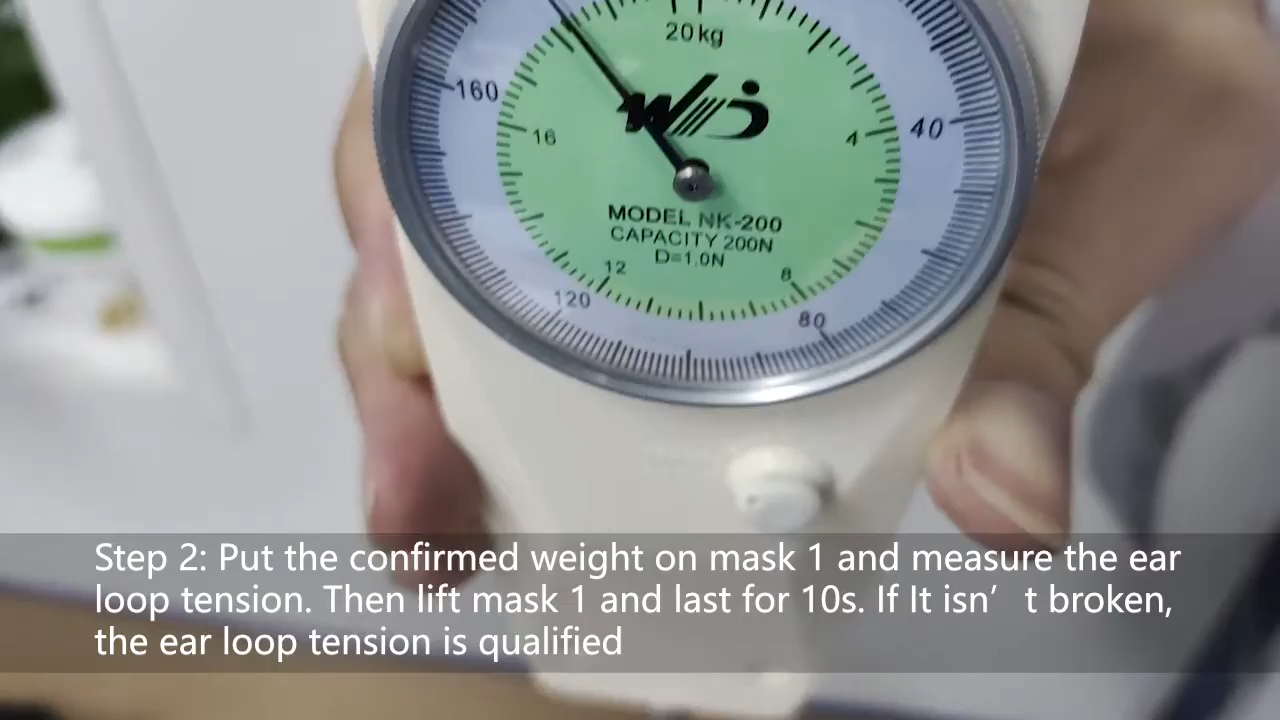 20kg
160
40
16
4
MODEL NK-200
CAPACITY 200N
D=1.0N
12
8
120
80
Step 2: Put the confirmed weight on mask 1 and measure the ear
loop tension. Then lift mask 1 and last for 10s. If It isn’t broken,
the ear loop tension is qualified